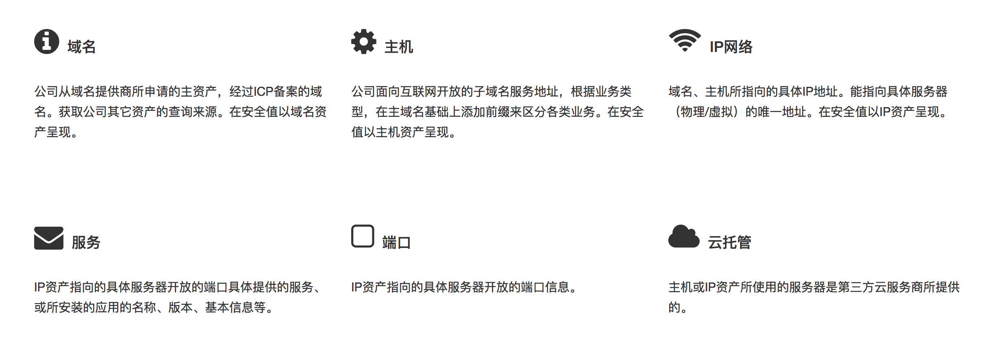 域名
公司从域名提供商所申请的主资产，经过ICP备案的域
名。获取公司其它资产的查询来源。在安全值以域名资
产呈现。
主机
公司面向互联网开放的子域名服务地址，根据业务类
型，在主域名基础上添加前缀来区分各类业务。在安全
值以主机资产呈现。
IP网络
域名、主机所指向的具体IP地址。能指向具体服务器
（物理/虚拟）的唯一地址。在安全值以IP资产呈现。
服务
IP资产指向的具体服务器开放的端口具体提供的服务、
或所安装的应用的名称、版本、基本信息等。
端口
IP资产指向的具体服务器开放的端口信息。
云托管
主机或IP资产所使用的服务器是第三方云服务商所提供
的。